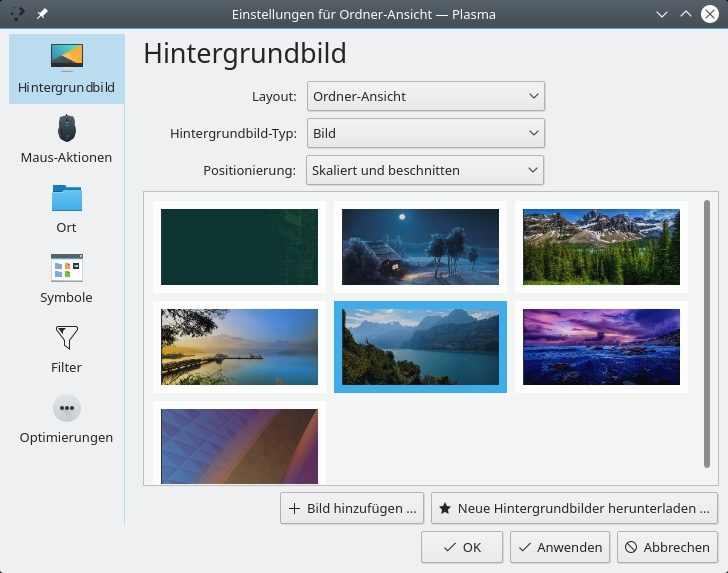 Einstellungen für Ordner-Ansicht — Plasma
Hintergrundbild
Maus-Aktionen
Ort
Symbole
Filter
Optimierungen
Hintergrundbild
Layout: Ordner-Ansicht
Hintergrundbild-Typ: Bild
Positionierung: Skaliert und beschnitten
Bild hinzufügen ... Neue Hintergrundbilder herunterladen ...
OK Anwenden Abbrechen